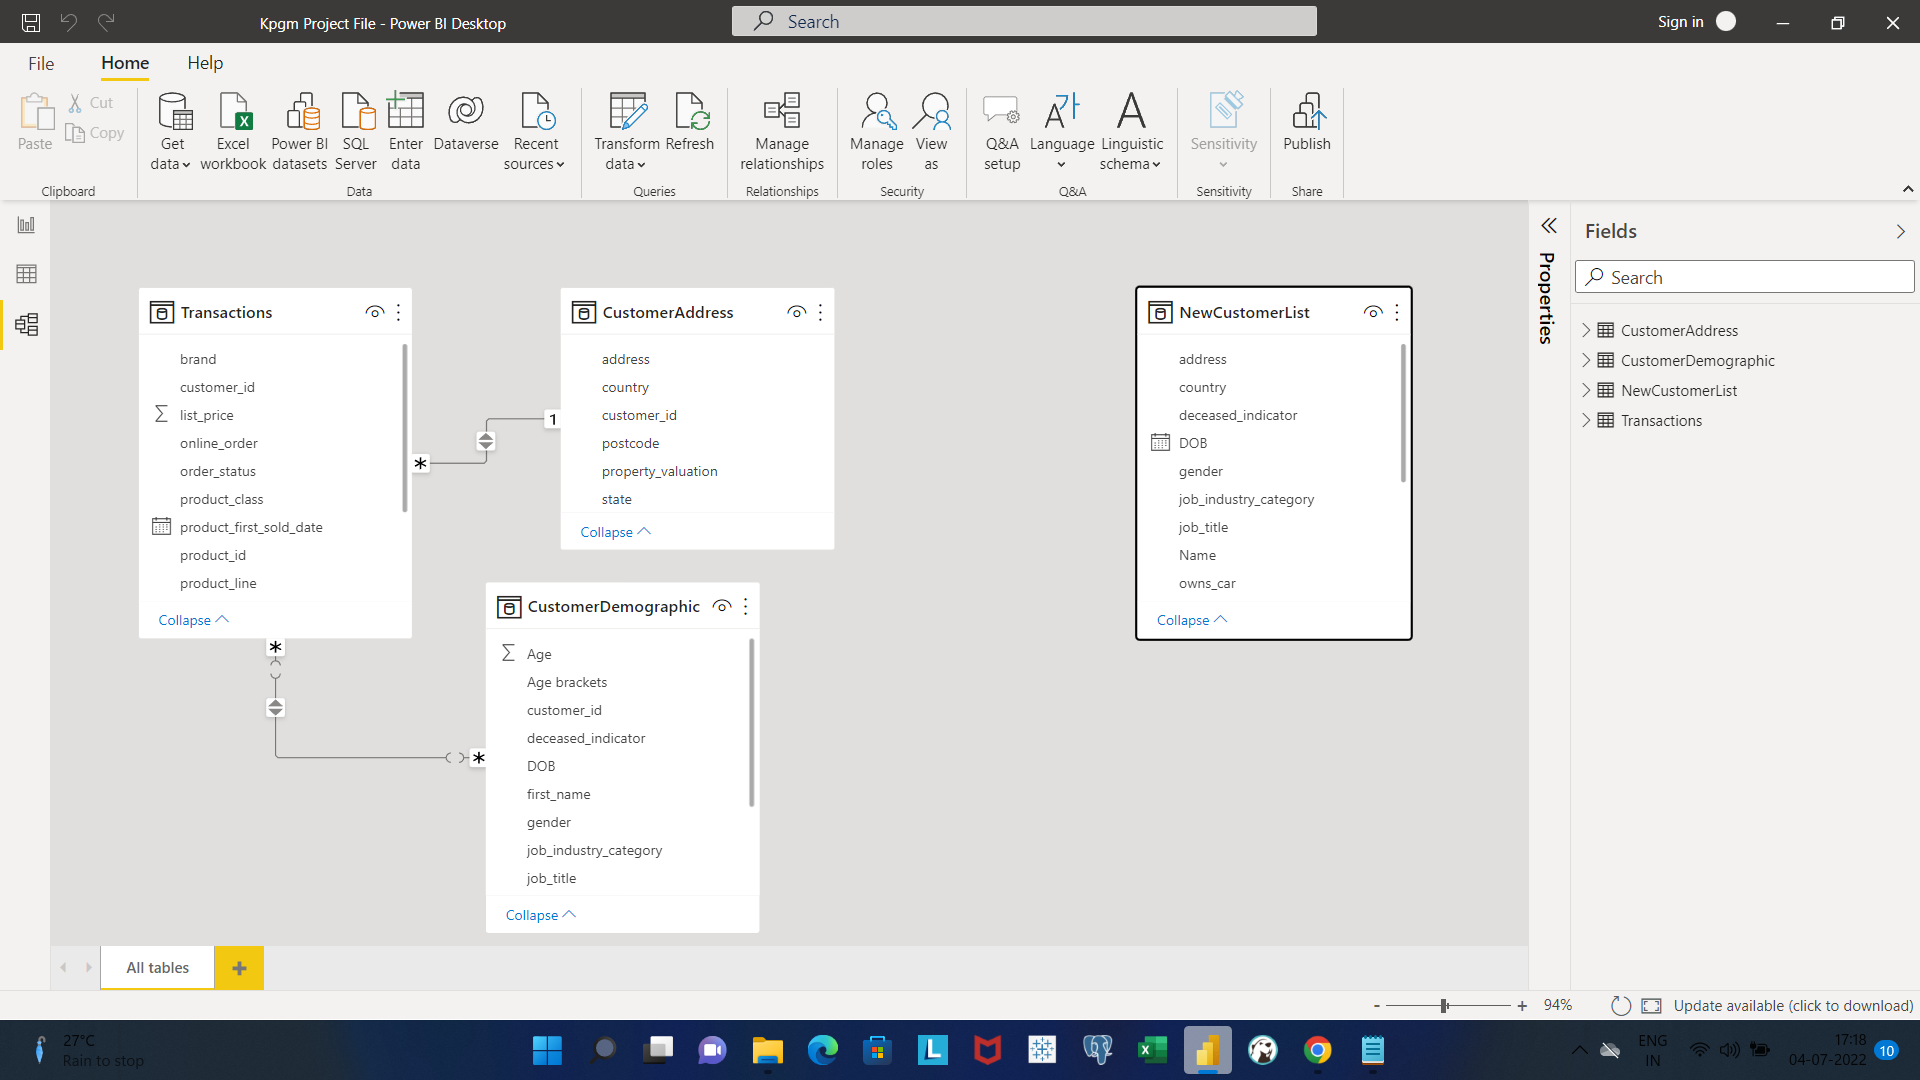 Kpgm Project File - Power BI Desktop
Search
Sign in
File
Home
Help
Paste
Cut
Copy
Clipboard
Get data
Excel workbook
Power BI datasets
SQL Server
Enter data
Dataverse
Recent sources
Data
Transform data
Refresh
Queries
Manage relationships
Relationships
Manage roles
View as
Security
Q&A setup
Language
Linguistic schema
Q&A
Sensitivity
Sensitivity
Publish
Share
Transactions
brand
customer_id
list_price
online_order
order_status
product_class
product_first_sold_date
product_id
product_line
Collapse
*
*
1
CustomerAddress
address
country
customer_id
postcode
property_valuation
state
Collapse
*
CustomerDemographic
Age
Age brackets
customer_id
deceased_indicator
DOB
first_name
gender
job_industry_category
job_title
Collapse
NewCustomerList
address
country
deceased_indicator
DOB
gender
job_industry_category
job_title
Name
owns_car
Collapse
Properties
Fields
Search
CustomerAddress
CustomerDemographic
NewCustomerList
Transactions
All tables
+
- + 94%
Update available (click to download)
27°C
Rain to stop
ENG
IN
17:18
04-07-2022
10